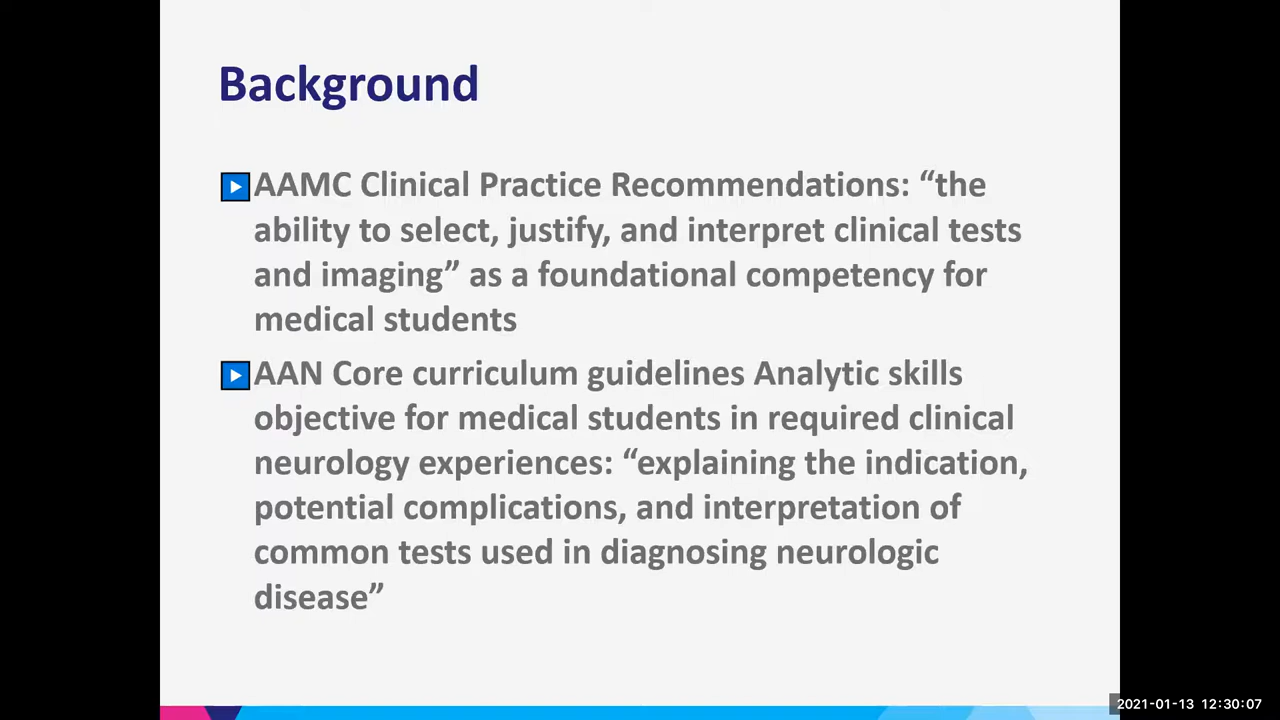 Background
AAMC Clinical Practice Recommendations: “the
ability to select, justify, and interpret clinical tests
and imaging” as a foundational competency for
medical students
AAN Core curriculum guidelines Analytic skills
objective for medical students in required clinical
neurology experiences: “explaining the indication,
potential complications, and interpretation of
common tests used in diagnosing neurologic
disease”
2021-01-13 12:30:07